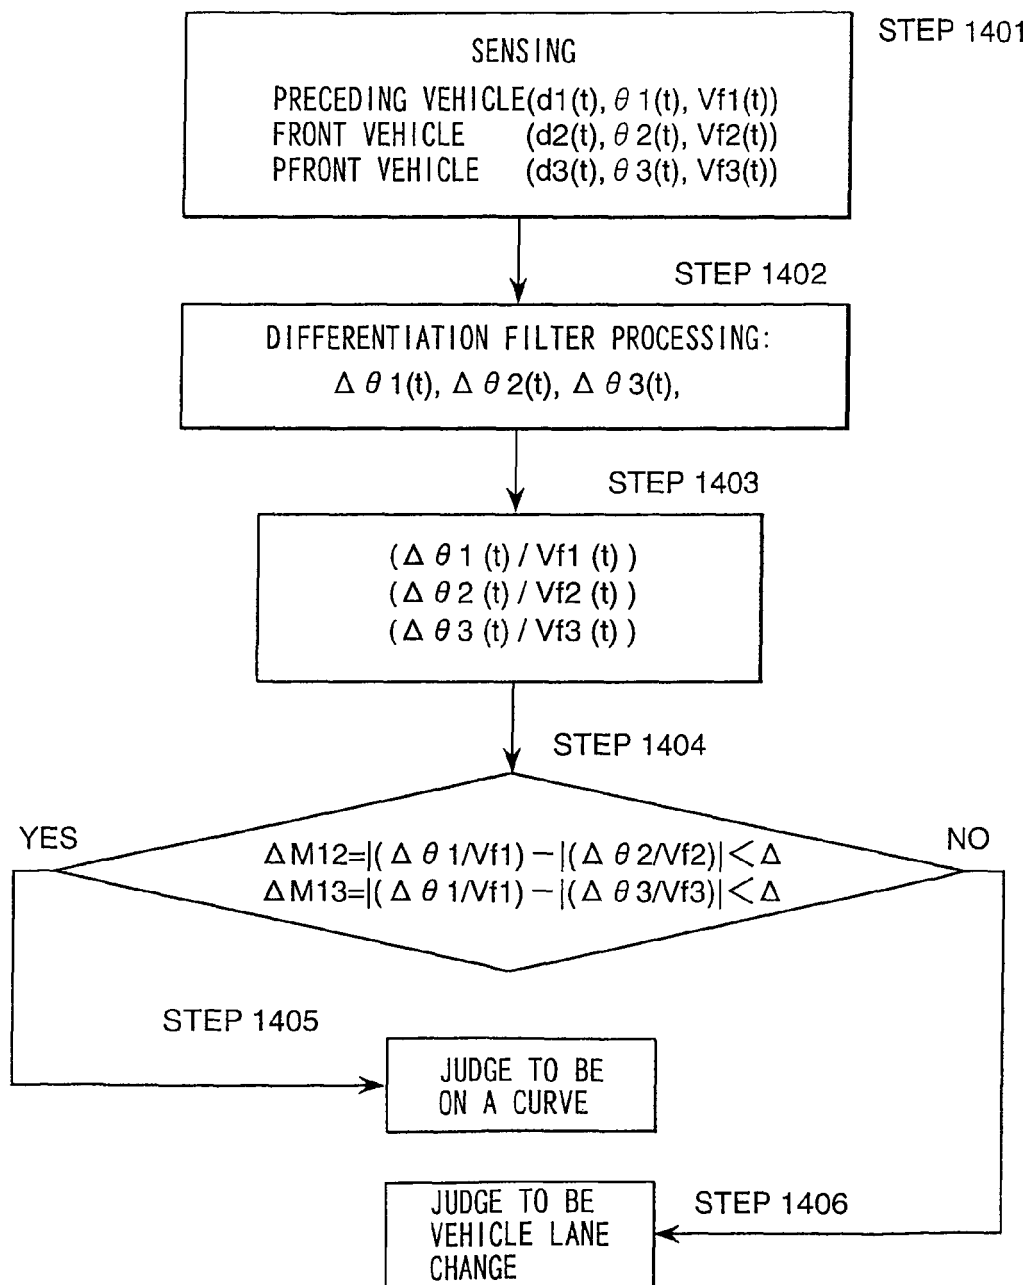 STEP 1401
SENSING
PRECEDING VEHICLE(d1(t), θ 1(t), Vf1(t))
FRONT VEHICLE (d2(t), θ 2(t), Vf2(t))
PFRONT VEHICLE (d3(t), θ 3(t), Vf3(t))
STEP 1402
DIFFERENTIATION FILTER PROCESSING:
Δ θ 1(t), Δ θ 2(t), Δ θ 3(t),
STEP 1403
(Δ θ 1 (t) / Vf1 (t) )
(Δ θ 2 (t) / Vf2 (t) )
(Δ θ 3 (t) / Vf3 (t) )
STEP 1404
YES
NO
ΔM12=|(Δ θ 1/Vf1)−|(Δ θ 2/Vf2)|<Δ
ΔM13=|(Δ θ 1/Vf1)−|(Δ θ 3/Vf3)|<Δ
STEP 1405
JUDGE TO BE
ON A CURVE
STEP 1406
JUDGE TO BE
VEHICLE LANE
CHANGE